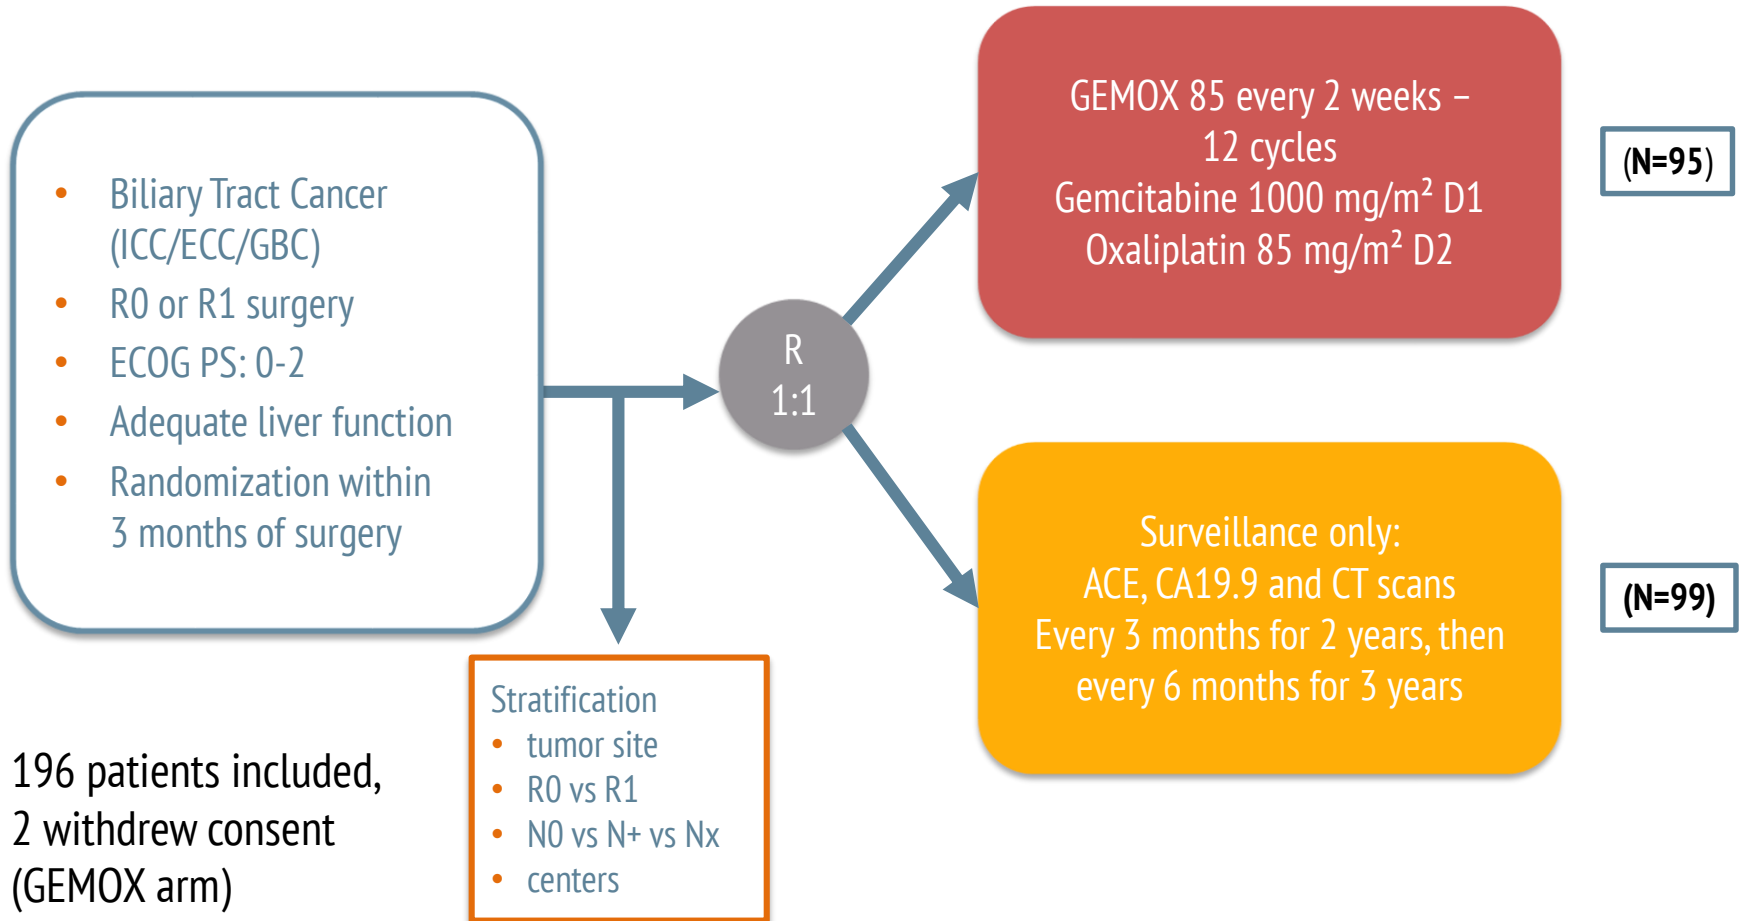 • Biliary Tract Cancer
(ICC/ECC/GBC)
• R0 or R1 surgery
• ECOG PS: 0-2
• Adequate liver function
• Randomization within
3 months of surgery
R
1:1
GEMOX 85 every 2 weeks –
12 cycles
Gemcitabine 1000 mg/m² D1
Oxaliplatin 85 mg/m² D2
(N=95)
Surveillance only:
ACE, CA19.9 and CT scans
Every 3 months for 2 years, then
every 6 months for 3 years
(N=99)
Stratification
• tumor site
• R0 vs R1
• N0 vs N+ vs Nx
• centers
196 patients included,
2 withdrew consent
(GEMOX arm)